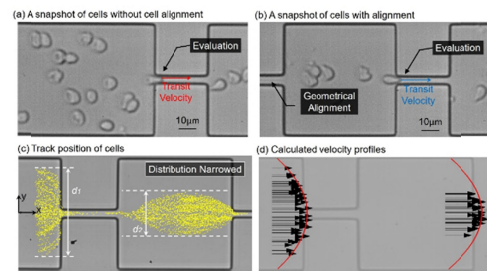 (a) A snapshot of cells without cell alignment
Evaluation
Transit
Velocity
10μm
(b) A snapshot of cells with alignment
Evaluation
Geometrical
Alignment
Transit
Velocity
10μm
(c) Track position of cells
Distribution Narrowed
y
x
d1
d2
(d) Calculated velocity profiles